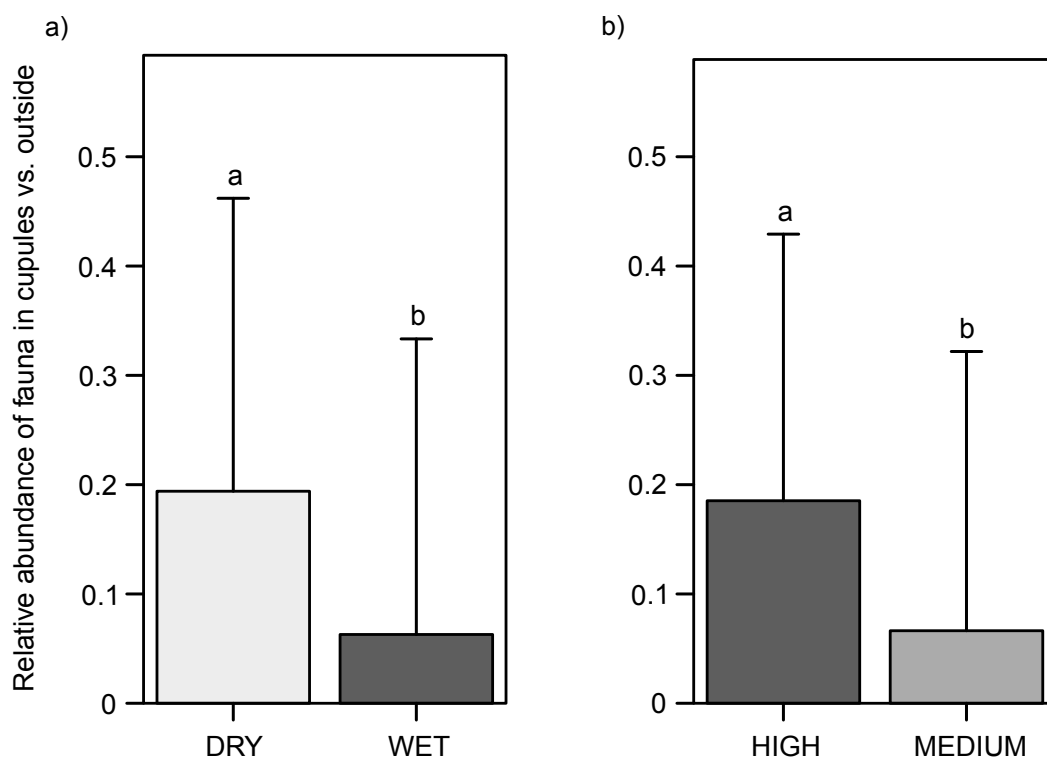 a)
Relative abundance of fauna in cupules vs. outside
0.5
0.4
0.3
0.2
0.1
0
a
b
DRY
WET
b)
0.5
0.4
0.3
0.2
0.1
0
a
b
HIGH
MEDIUM